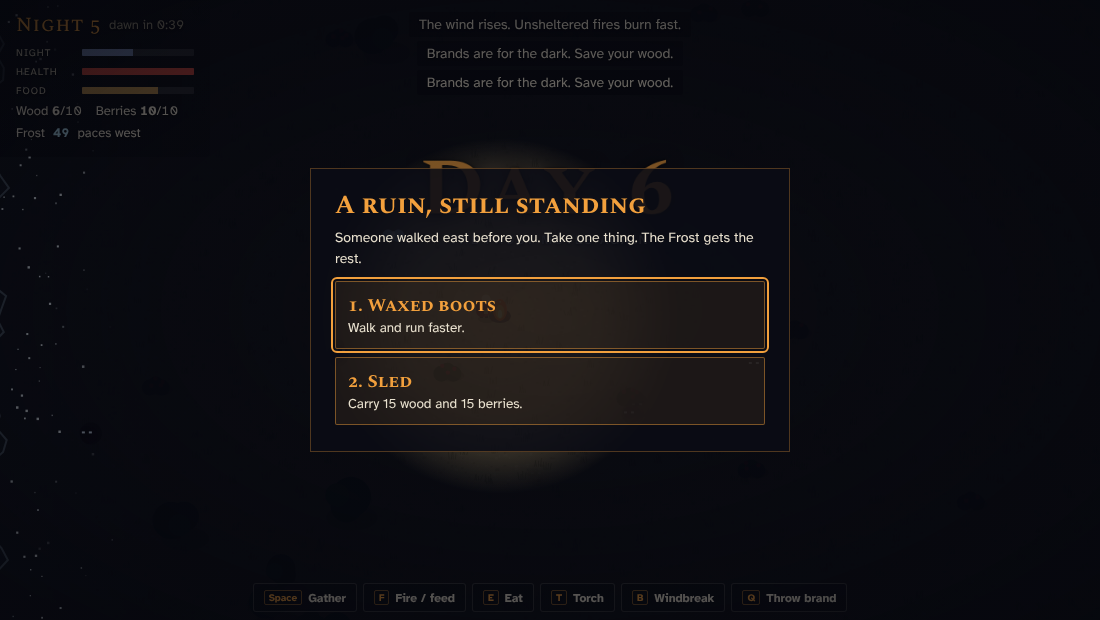 Night 5 dawn in 0:39
NIGHT
HEALTH
FOOD
Wood 6/10 Berries 10/10
Frost 49 paces west
The wind rises. Unsheltered fires burn fast.
Brands are for the dark. Save your wood.
Brands are for the dark. Save your wood.
Day 6
A ruin, still standing
Someone walked east before you. Take one thing. The Frost gets the
rest.
1. Waxed boots
Walk and run faster.
2. Sled
Carry 15 wood and 15 berries.
Space Gather F Fire / feed E Eat T Torch B Windbreak Q Throw brand